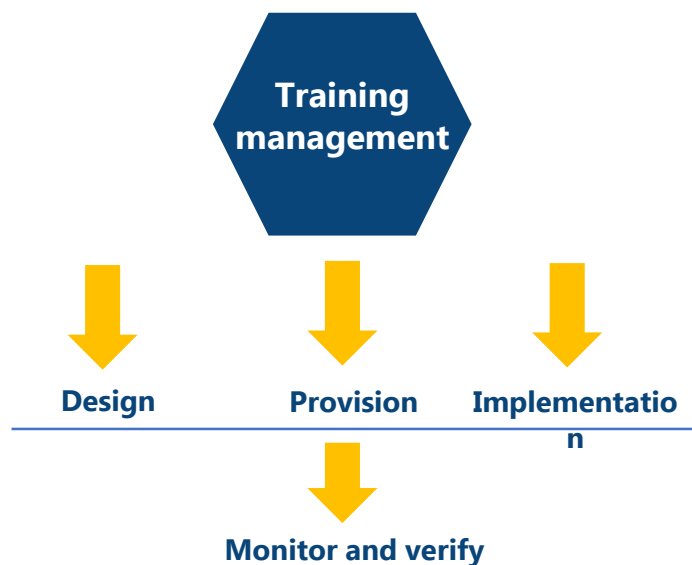 Training
management
Design
Provision
Implementatio
n
Monitor and verify